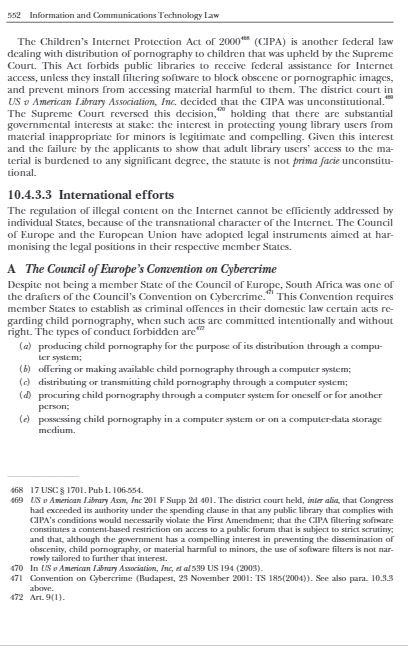 552 Information and Communications Technology Law
The Children's Internet Protection Act of 2000⁴⁶⁸ (CIPA) is another federal law
dealing with distribution of pornography to children that was upheld by the Supreme
Court. This Act forbids public libraries to receive federal assistance for Internet
access, unless they install filtering software to block obscene or pornographic images,
and prevent minors from accessing material harmful to them. The district court in
US v American Library Association, Inc. decided that the CIPA was unconstitutional.⁴⁶⁹
The Supreme Court reversed this decision,⁴⁷⁰ holding that there are substantial
governmental interests at stake: the interest in protecting young library users from
material inappropriate for minors is legitimate and compelling. Given this interest
and the failure by the applicants to show that adult library users' access to the ma-
terial is burdened to any significant degree, the statute is not prima facie unconstitu-
tional.
10.4.3.3 International efforts
The regulation of illegal content on the Internet cannot be efficiently addressed by
individual States, because of the transnational character of the Internet. The Council
of Europe and the European Union have adopted legal instruments aimed at har-
monising the legal positions in their respective member States.
A The Council of Europe's Convention on Cybercrime
Despite not being a member State of the Council of Europe, South Africa was one of
the drafters of the Council's Convention on Cybercrime.⁴⁷¹ This Convention requires
member States to establish as criminal offences in their domestic law certain acts re-
garding child pornography, when such acts are committed intentionally and without
right. The types of conduct forbidden are⁴⁷²
(a) producing child pornography for the purpose of its distribution through a compu-
ter system;
(b) offering or making available child pornography through a computer system;
(c) distributing or transmitting child pornography through a computer system;
(d) procuring child pornography through a computer system for oneself or for another
person;
(e) possessing child pornography in a computer system or on a computer-data storage
medium.
468 17 USC § 1701. Pub L 106-554.
469 US v American Library Assn, Inc 201 F Supp 2d 401. The district court held, inter alia, that Congress
had exceeded its authority under the spending clause in that any public library that complies with
CIPA's conditions would necessarily violate the First Amendment; that the CIPA filtering software
constitutes a content-based restriction on access to a public forum that is subject to strict scrutiny;
and that, although the government has a compelling interest in preventing the dissemination of
obscenity, child pornography, or material harmful to minors, the use of software filters is not nar-
rowly tailored to further that interest.
470 In US v American Library Association, Inc, et al 539 US 194 (2003).
471 Convention on Cybercrime (Budapest, 23 November 2001: TS 185(2004)). See also para. 10.3.3
above.
472 Art. 9(1).